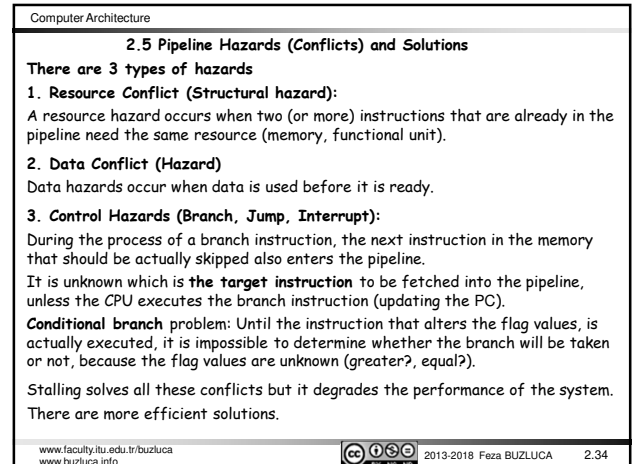 Computer Architecture
2.5 Pipeline Hazards (Conflicts) and Solutions
There are 3 types of hazards
1. Resource Conflict (Structural hazard):
A resource hazard occurs when two (or more) instructions that are already in the
pipeline need the same resource (memory, functional unit).
2. Data Conflict (Hazard)
Data hazards occur when data is used before it is ready.
3. Control Hazards (Branch, Jump, Interrupt):
During the process of a branch instruction, the next instruction in the memory
that should be actually skipped also enters the pipeline.
It is unknown which is the target instruction to be fetched into the pipeline,
unless the CPU executes the branch instruction (updating the PC).
Conditional branch problem: Until the instruction that alters the flag values, is
actually executed, it is impossible to determine whether the branch will be taken
or not, because the flag values are unknown (greater?, equal?).
Stalling solves all these conflicts but it degrades the performance of the system.
There are more efficient solutions.
www.faculty.itu.edu.tr/buzluca
www.buzluca.info
cc
2013-2018 Feza BUZLUCA
2.34